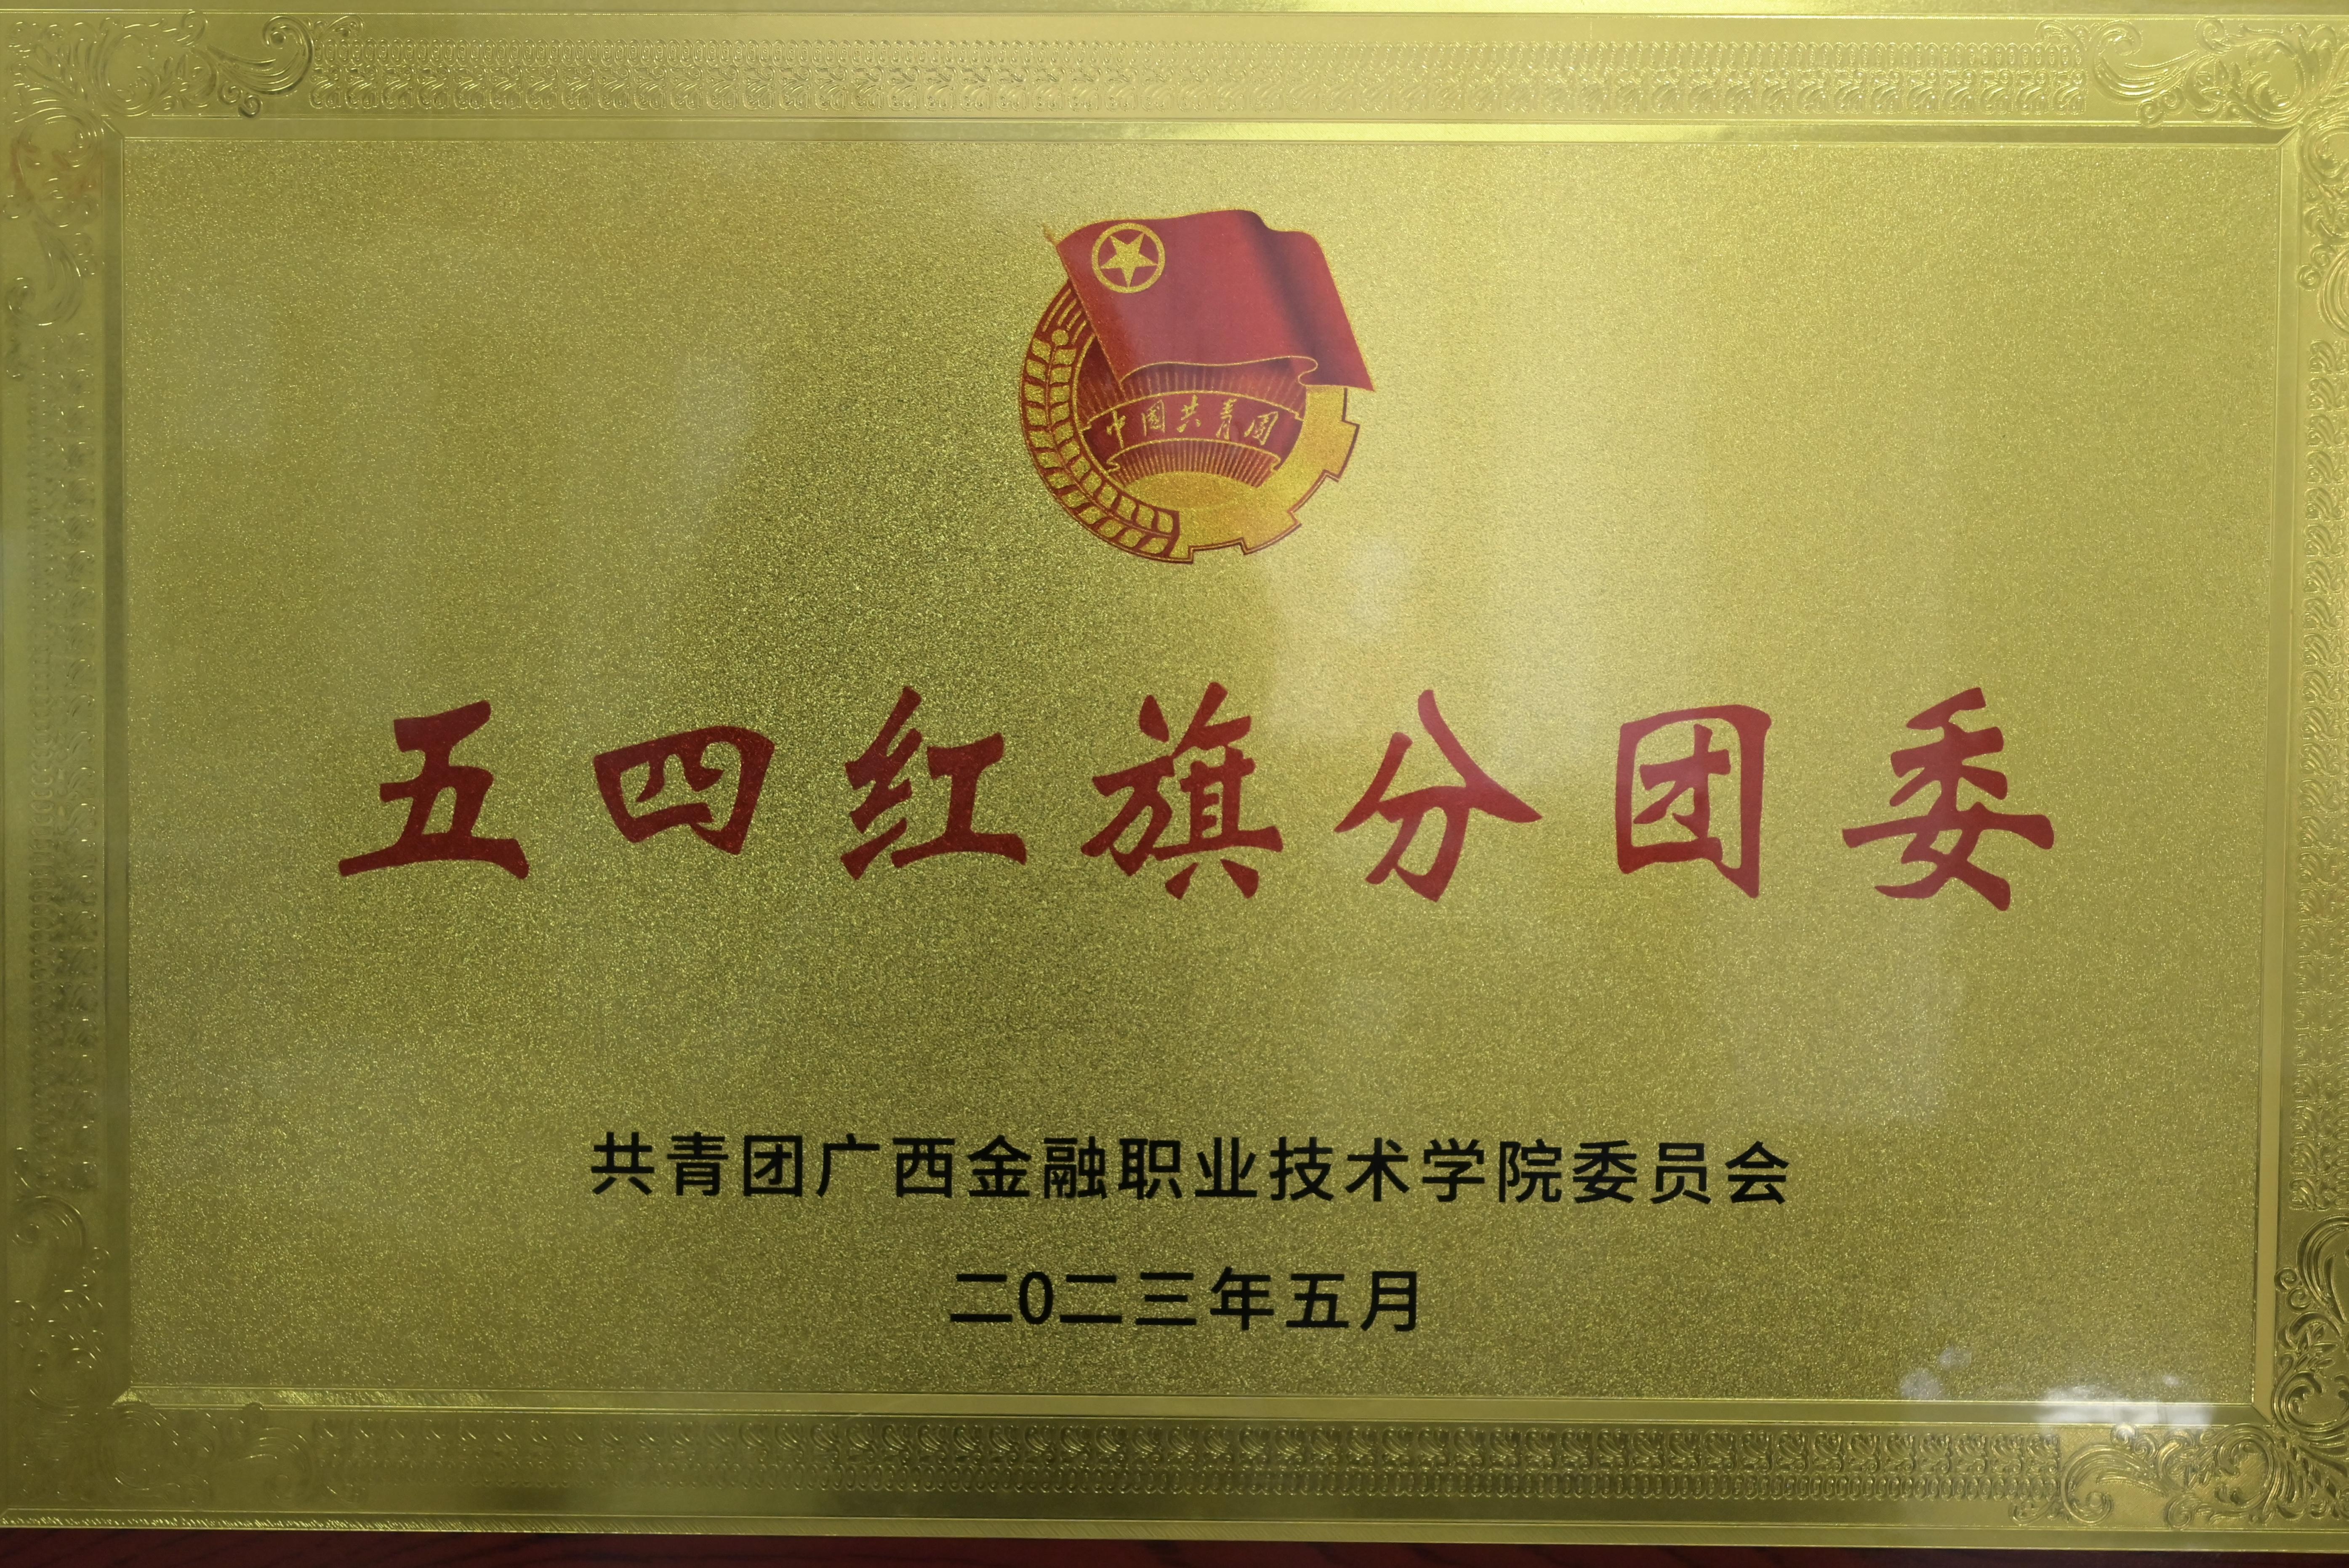 中国共青团
五四红旗分团委
共青团广西金融职业技术学院委员会
二0二三年五月